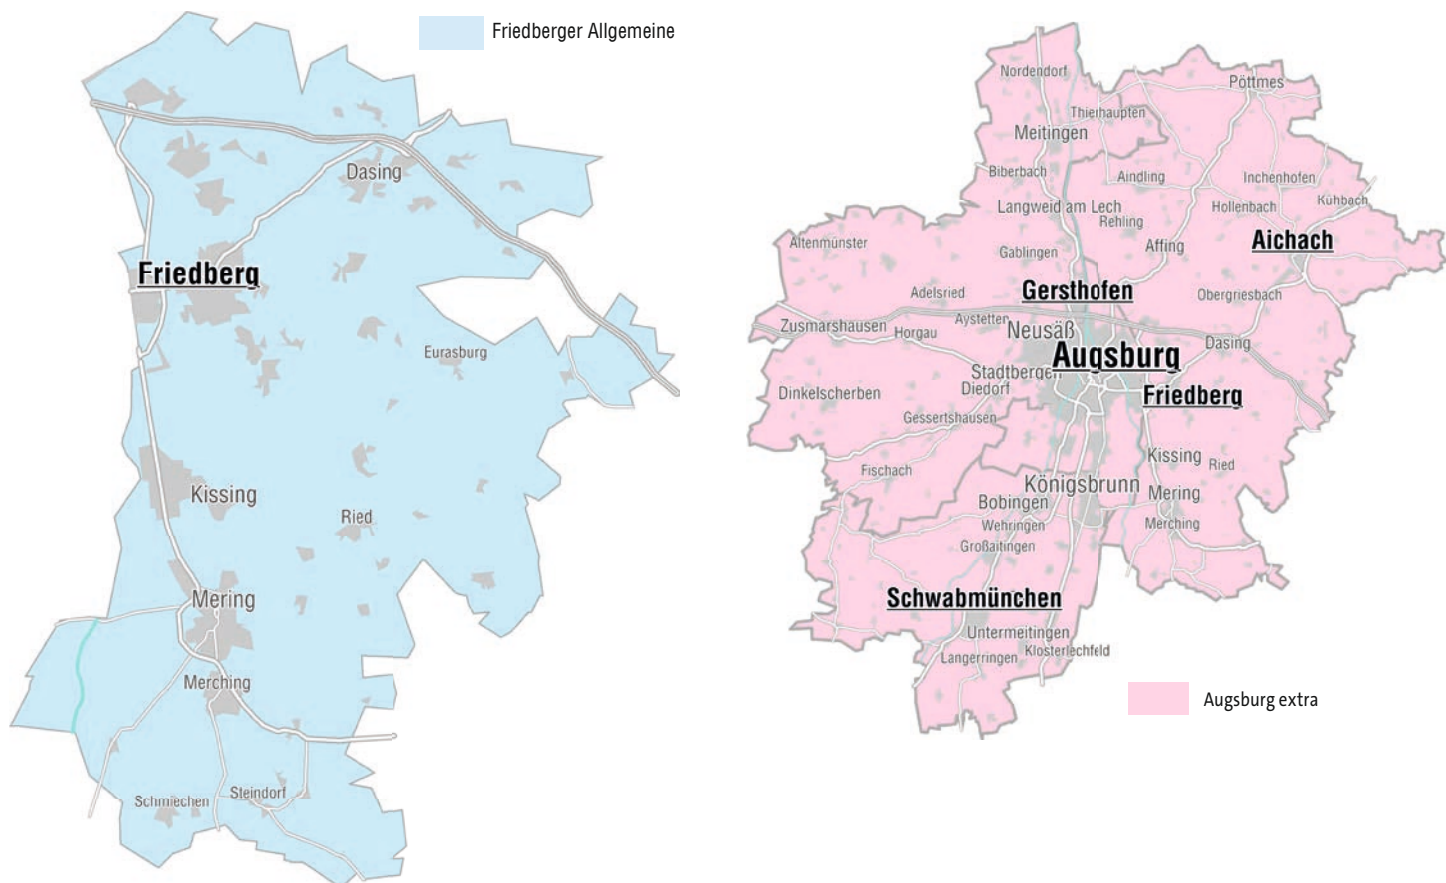 Friedberger Allgemeine
Dasing
Friedberg
Eurasburg
Kissing
Ried
Mering
Merching
Schmiechen
Steindorf
Nordendorf
Pöttmes
Thierhaupten
Meitingen
Biberbach
Aindling
Inchenhofen
Kühbach
Langweid am Lech
Hollenbach
Rehling
Altenmünster
Affing
Aichach
Gablingen
Gersthofen
Adelsried
Obergriesbach
Aystetten
Zusmarshausen
Horgau
Neusäß
Dasing
Augsburg
Stadtbergen
Diedorf
Dinkelscherben
Friedberg
Gessertshausen
Kissing
Ried
Fischach
Königsbrunn
Mering
Bobingen
Wehringen
Merching
Großaitingen
Schwabmünchen
Untermeitingen
Klosterlechfeld
Langerringen
Augsburg extra